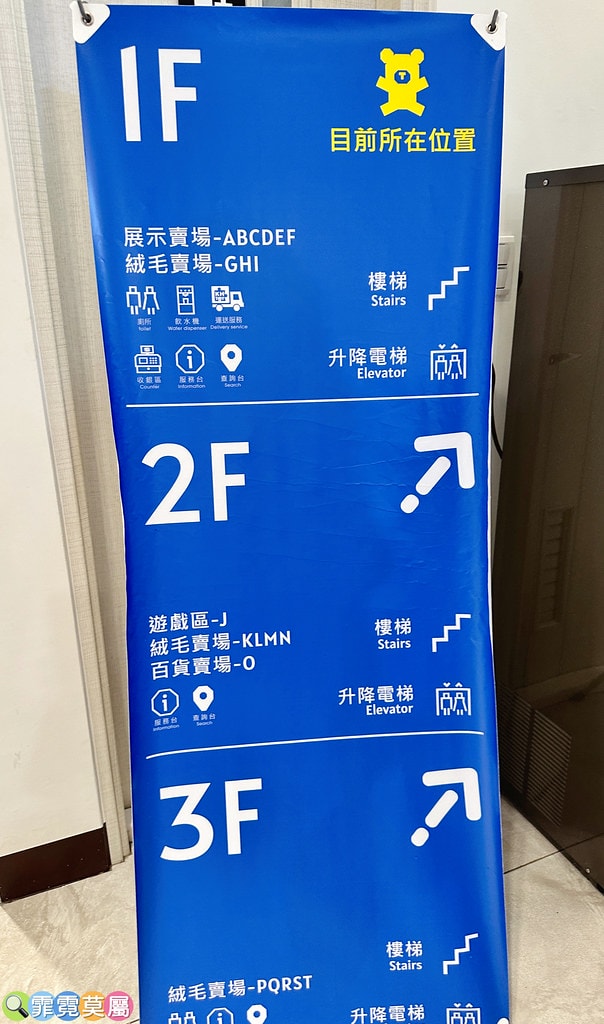 1F
目前所在位置
展示賣場-ABCDEF
絨毛賣場-GHI
樓梯
Stairs
廁所 飲水機 運送服務
toilet Water dispenser Delivery service
升降電梯
Elevator
收銀區 服務台 查詢台
Counter Information Search
2F
遊戲區-J
絨毛賣場-KLMN
百貨賣場-O
樓梯
Stairs
服務台 查詢台
Information Search
升降電梯
Elevator
3F
樓梯
Stairs
絨毛賣場-PQRST
升降電梯
霏霓莫屬